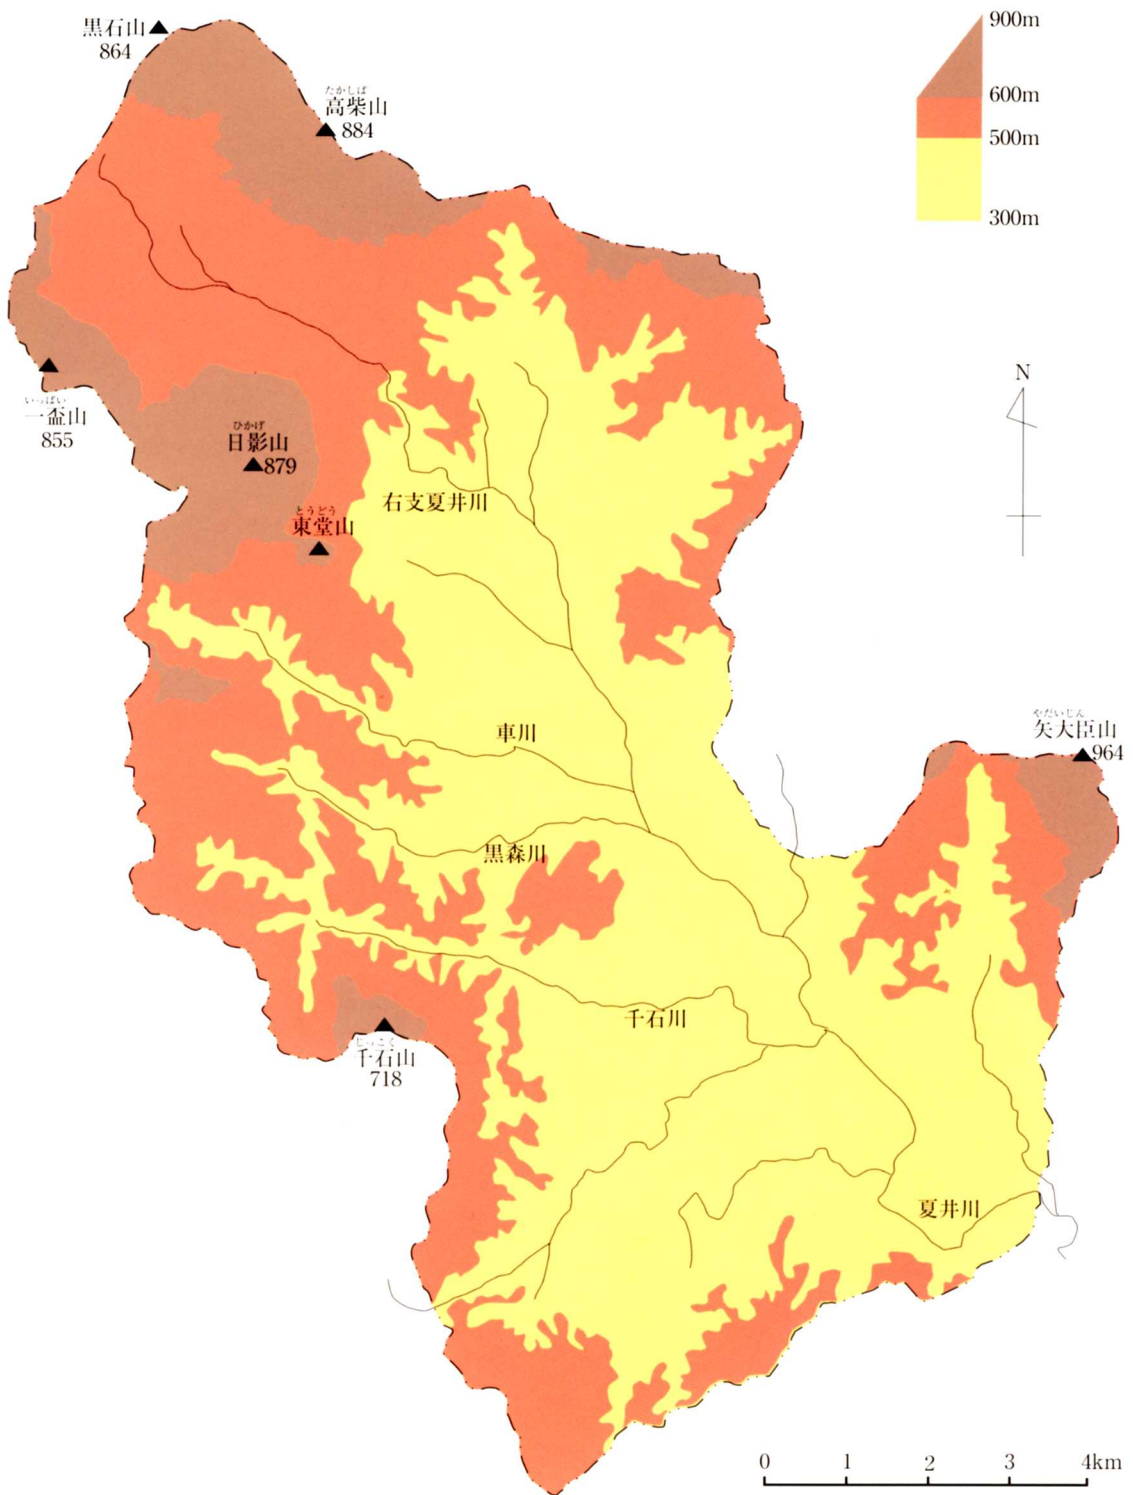 黒石山
864
たかしば
高柴山
884
900m
600m
500m
300m
N
いっぱい
一盃山
855
ひかげ
日影山
879
右支夏井川
とうどう
東堂山
車川
やだいじん
矢大臣山
964
黒森川
千石川
じっこく
千石山
718
夏井川
0 1 2 3 4km